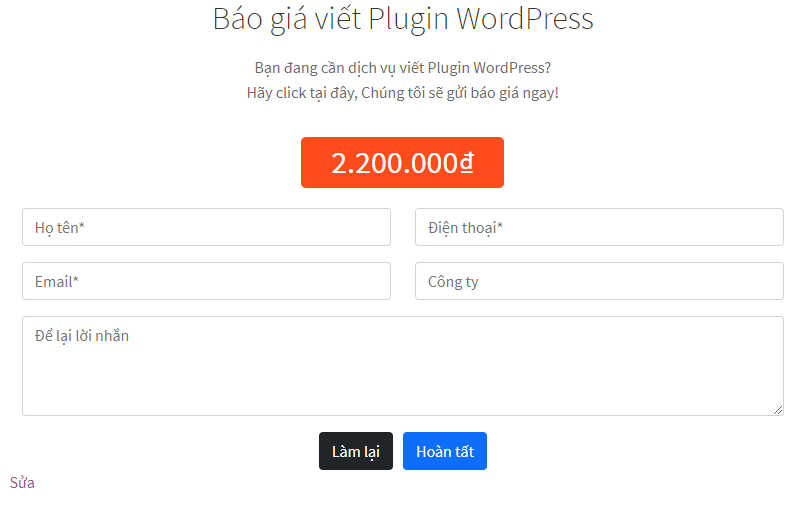 Báo giá viết Plugin WordPress
Bạn đang cần dịch vụ viết Plugin WordPress?
Hãy click tại đây, Chúng tôi sẽ gửi báo giá ngay!
2.200.000₫
Họ tên*
Điện thoại*
Email*
Công ty
Để lại lời nhắn
Làm lại
Hoàn tất
Sửa